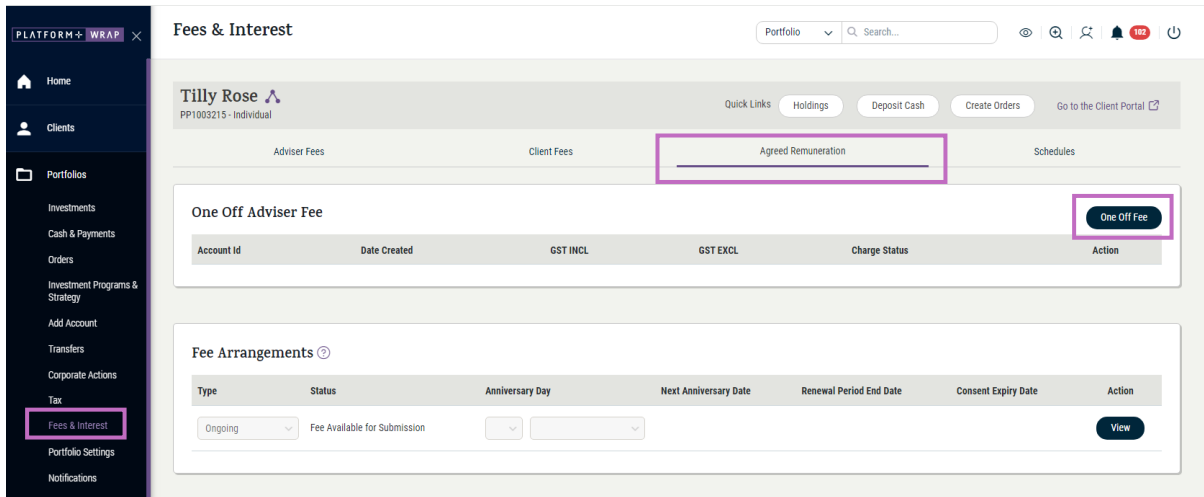 PLATFORM+ WRAP
Fees & Interest
Portfolio
Search...
102
Home
Clients
Portfolios
Investments
Cash & Payments
Orders
Investment Programs &
Strategy
Add Account
Transfers
Corporate Actions
Tax
Fees & Interest
Portfolio Settings
Notifications
Tilly Rose
PP1003215 - Individual
Quick Links Holdings Deposit Cash Create Orders Go to the Client Portal
Adviser Fees Client Fees Agreed Remuneration Schedules
One Off Adviser Fee
One Off Fee
Account Id Date Created GST INCL GST EXCL Charge Status Action
Fee Arrangements ?
Type Status Anniversary Day Next Anniversary Date Renewal Period End Date Consent Expiry Date Action
Ongoing Fee Available for Submission View